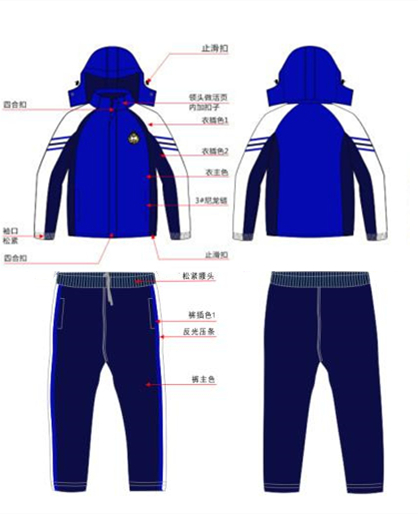 止滑扣
领头做活页
内加扣子
四合扣
衣插色1
衣插色2
衣主色
3#尼龙链
袖口
松紧
四合扣
止滑扣
松紧腰头
裤插色1
反光压条
裤主色